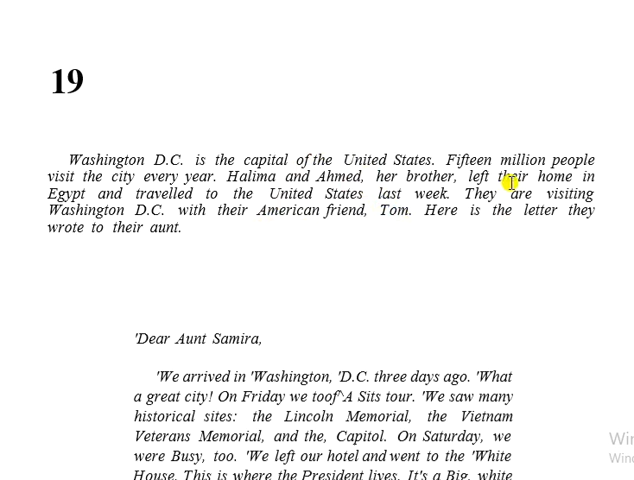 19
Washington D.C. is the capital of the United States. Fifteen million people
visit the city every year. Halima and Ahmed, her brother, left their home in
Egypt and travelled to the United States last week. They are visiting
Washington D.C. with their American friend, Tom. Here is the letter they
wrote to their aunt.
'Dear Aunt Samira,
'We arrived in 'Washington, 'D.C. three days ago. 'What
a great city! On Friday we toof^A Sits tour. 'We saw many
historical sites: the Lincoln Memorial, the Vietnam
Veterans Memorial, and the, Capitol. On Saturday, we
were Busy, too. 'We left our hotel and went to the 'White
House. This is where the President lives. It's a Big, white